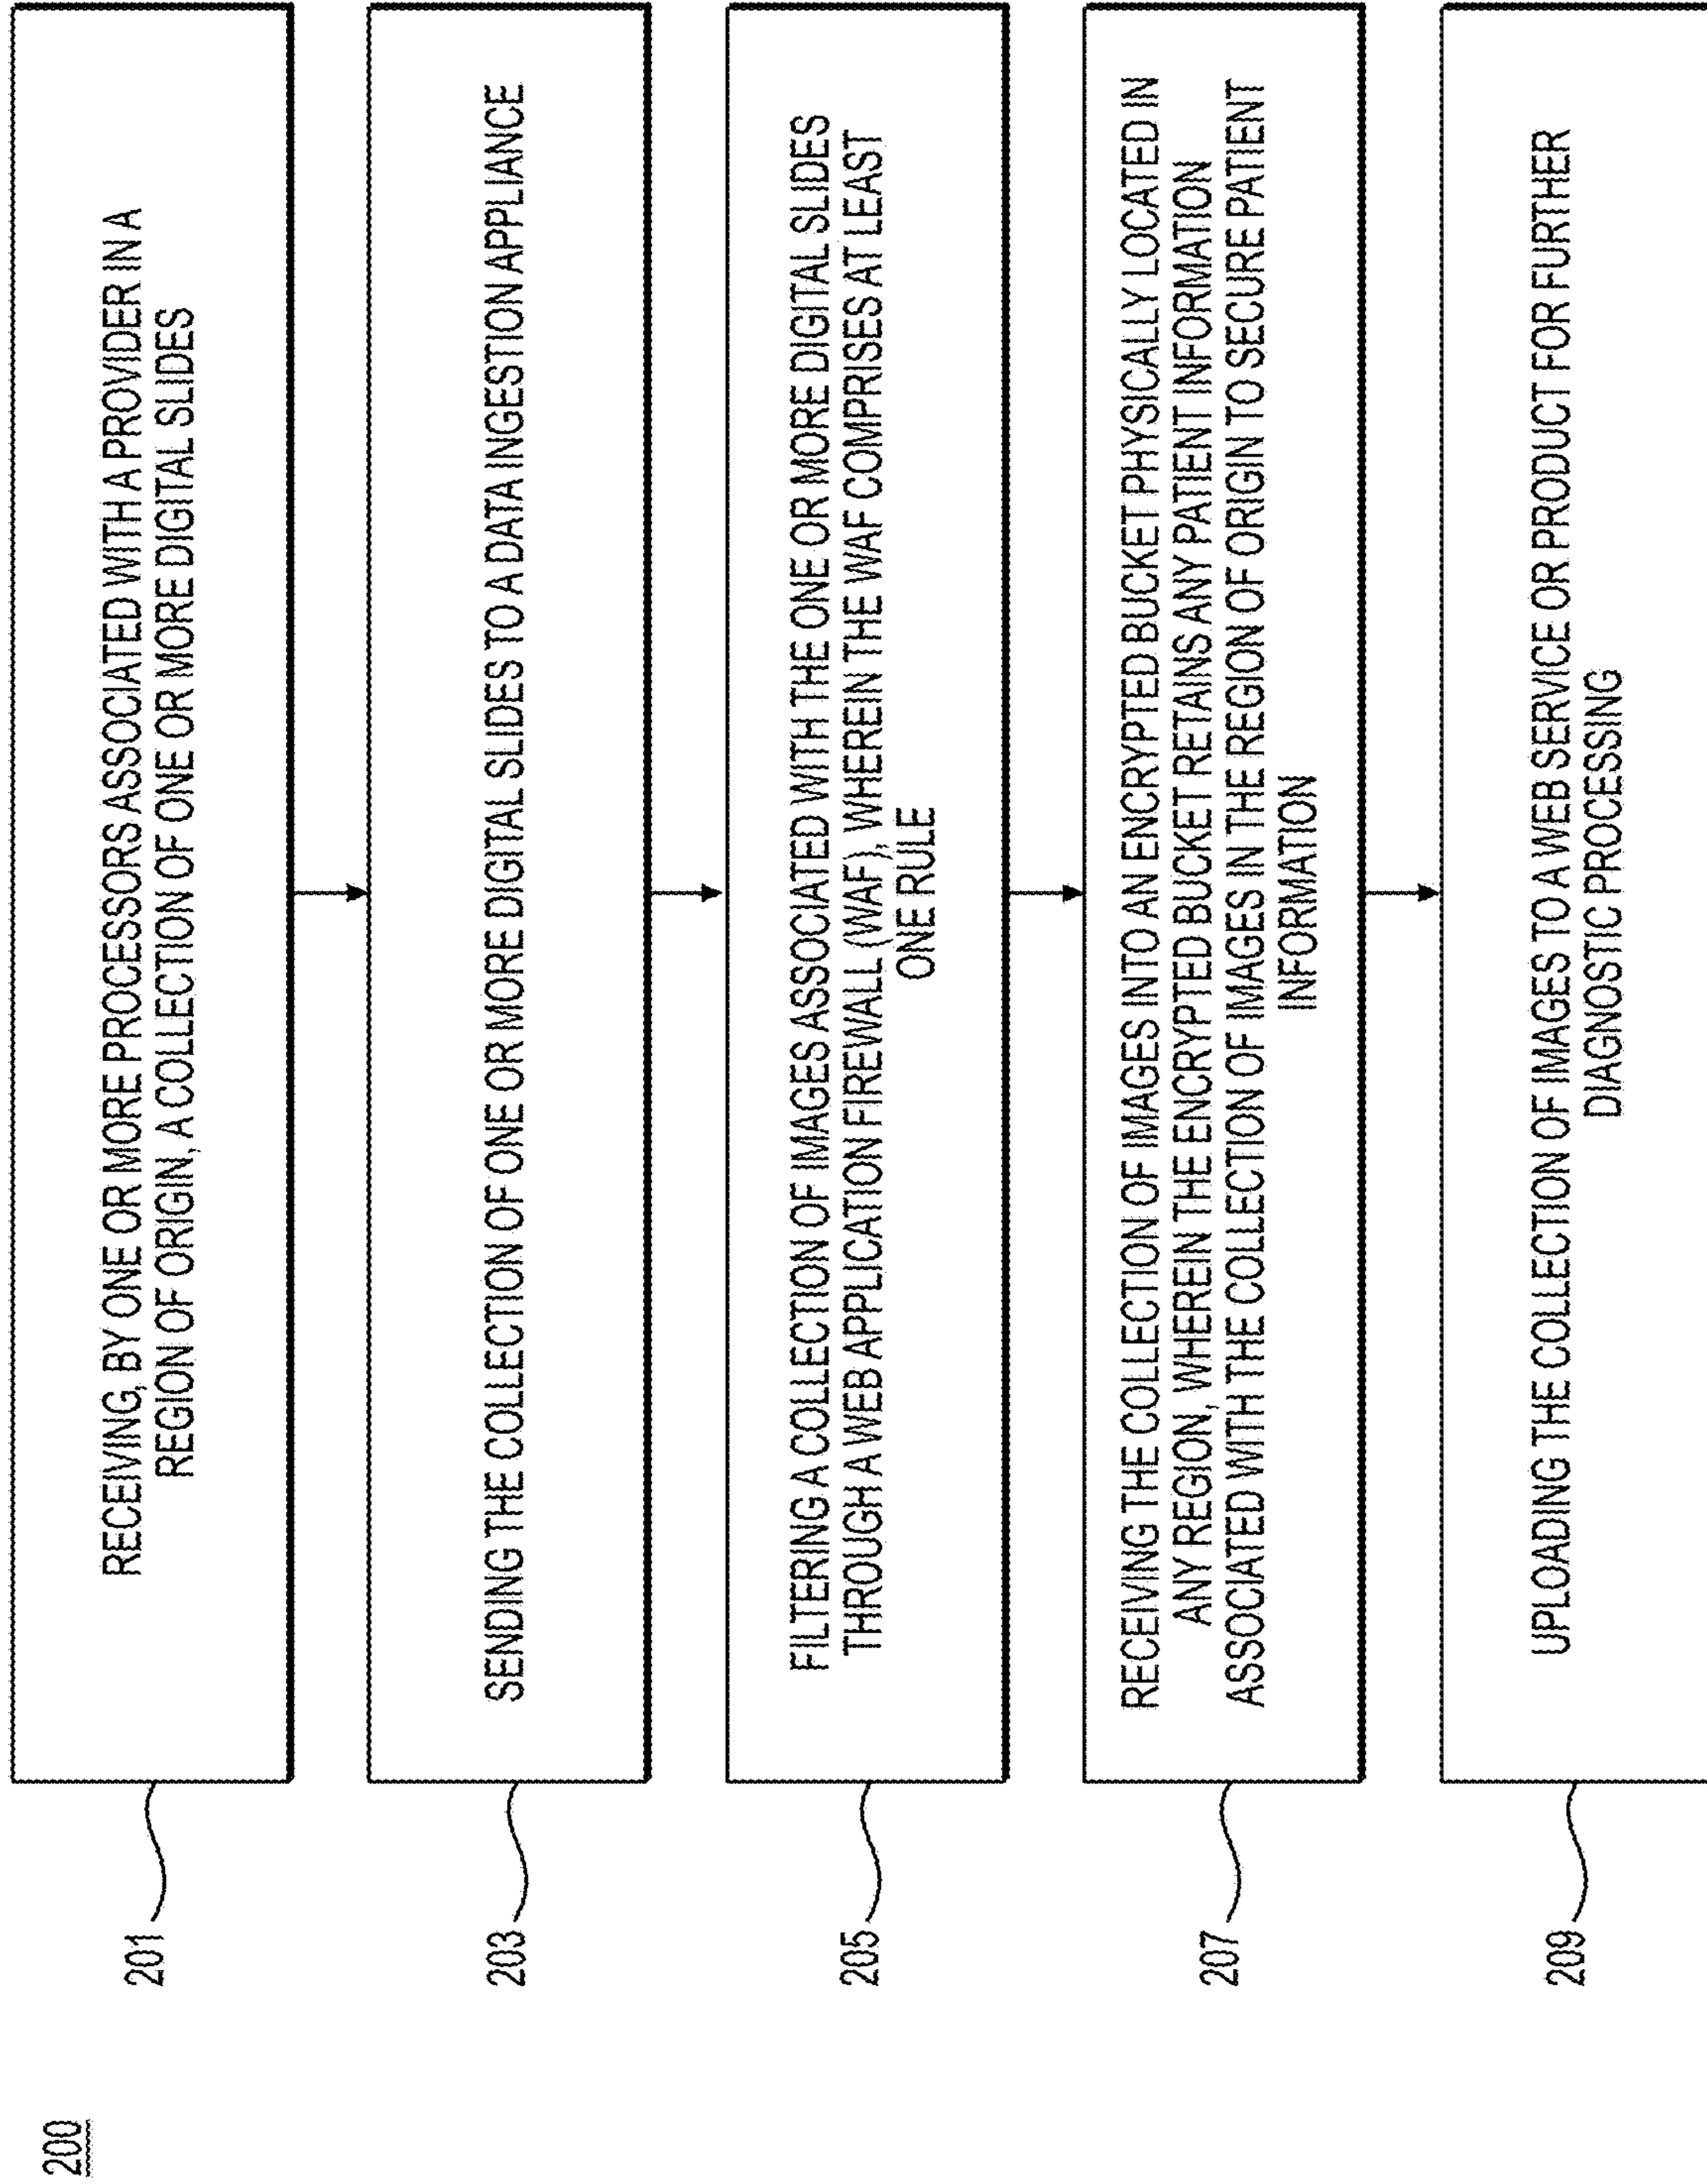 200
201
RECEIVING, BY ONE OR MORE PROCESSORS ASSOCIATED WITH A PROVIDER IN A
REGION OF ORIGIN, A COLLECTION OF ONE OR MORE DIGITAL SLIDES
203
SENDING THE COLLECTION OF ONE OR MORE DIGITAL SLIDES TO A DATA INGESTION APPLIANCE
205
FILTERING A COLLECTION OF IMAGES ASSOCIATED WITH THE ONE OR MORE DIGITAL SLIDES
THROUGH A WEB APPLICATION FIREWALL (WAF), WHEREIN THE WAF COMPRISES AT LEAST
ONE RULE
207
RECEIVING THE COLLECTION OF IMAGES INTO AN ENCRYPTED BUCKET PHYSICALLY LOCATED IN
ANY REGION, WHEREIN THE ENCRYPTED BUCKET RETAINS ANY PATIENT INFORMATION
ASSOCIATED WITH THE COLLECTION OF IMAGES IN THE REGION OF ORIGIN TO SECURE PATIENT
INFORMATION
209
UPLOADING THE COLLECTION OF IMAGES TO A WEB SERVICE OR PRODUCT FOR FURTHER
DIAGNOSTIC PROCESSING